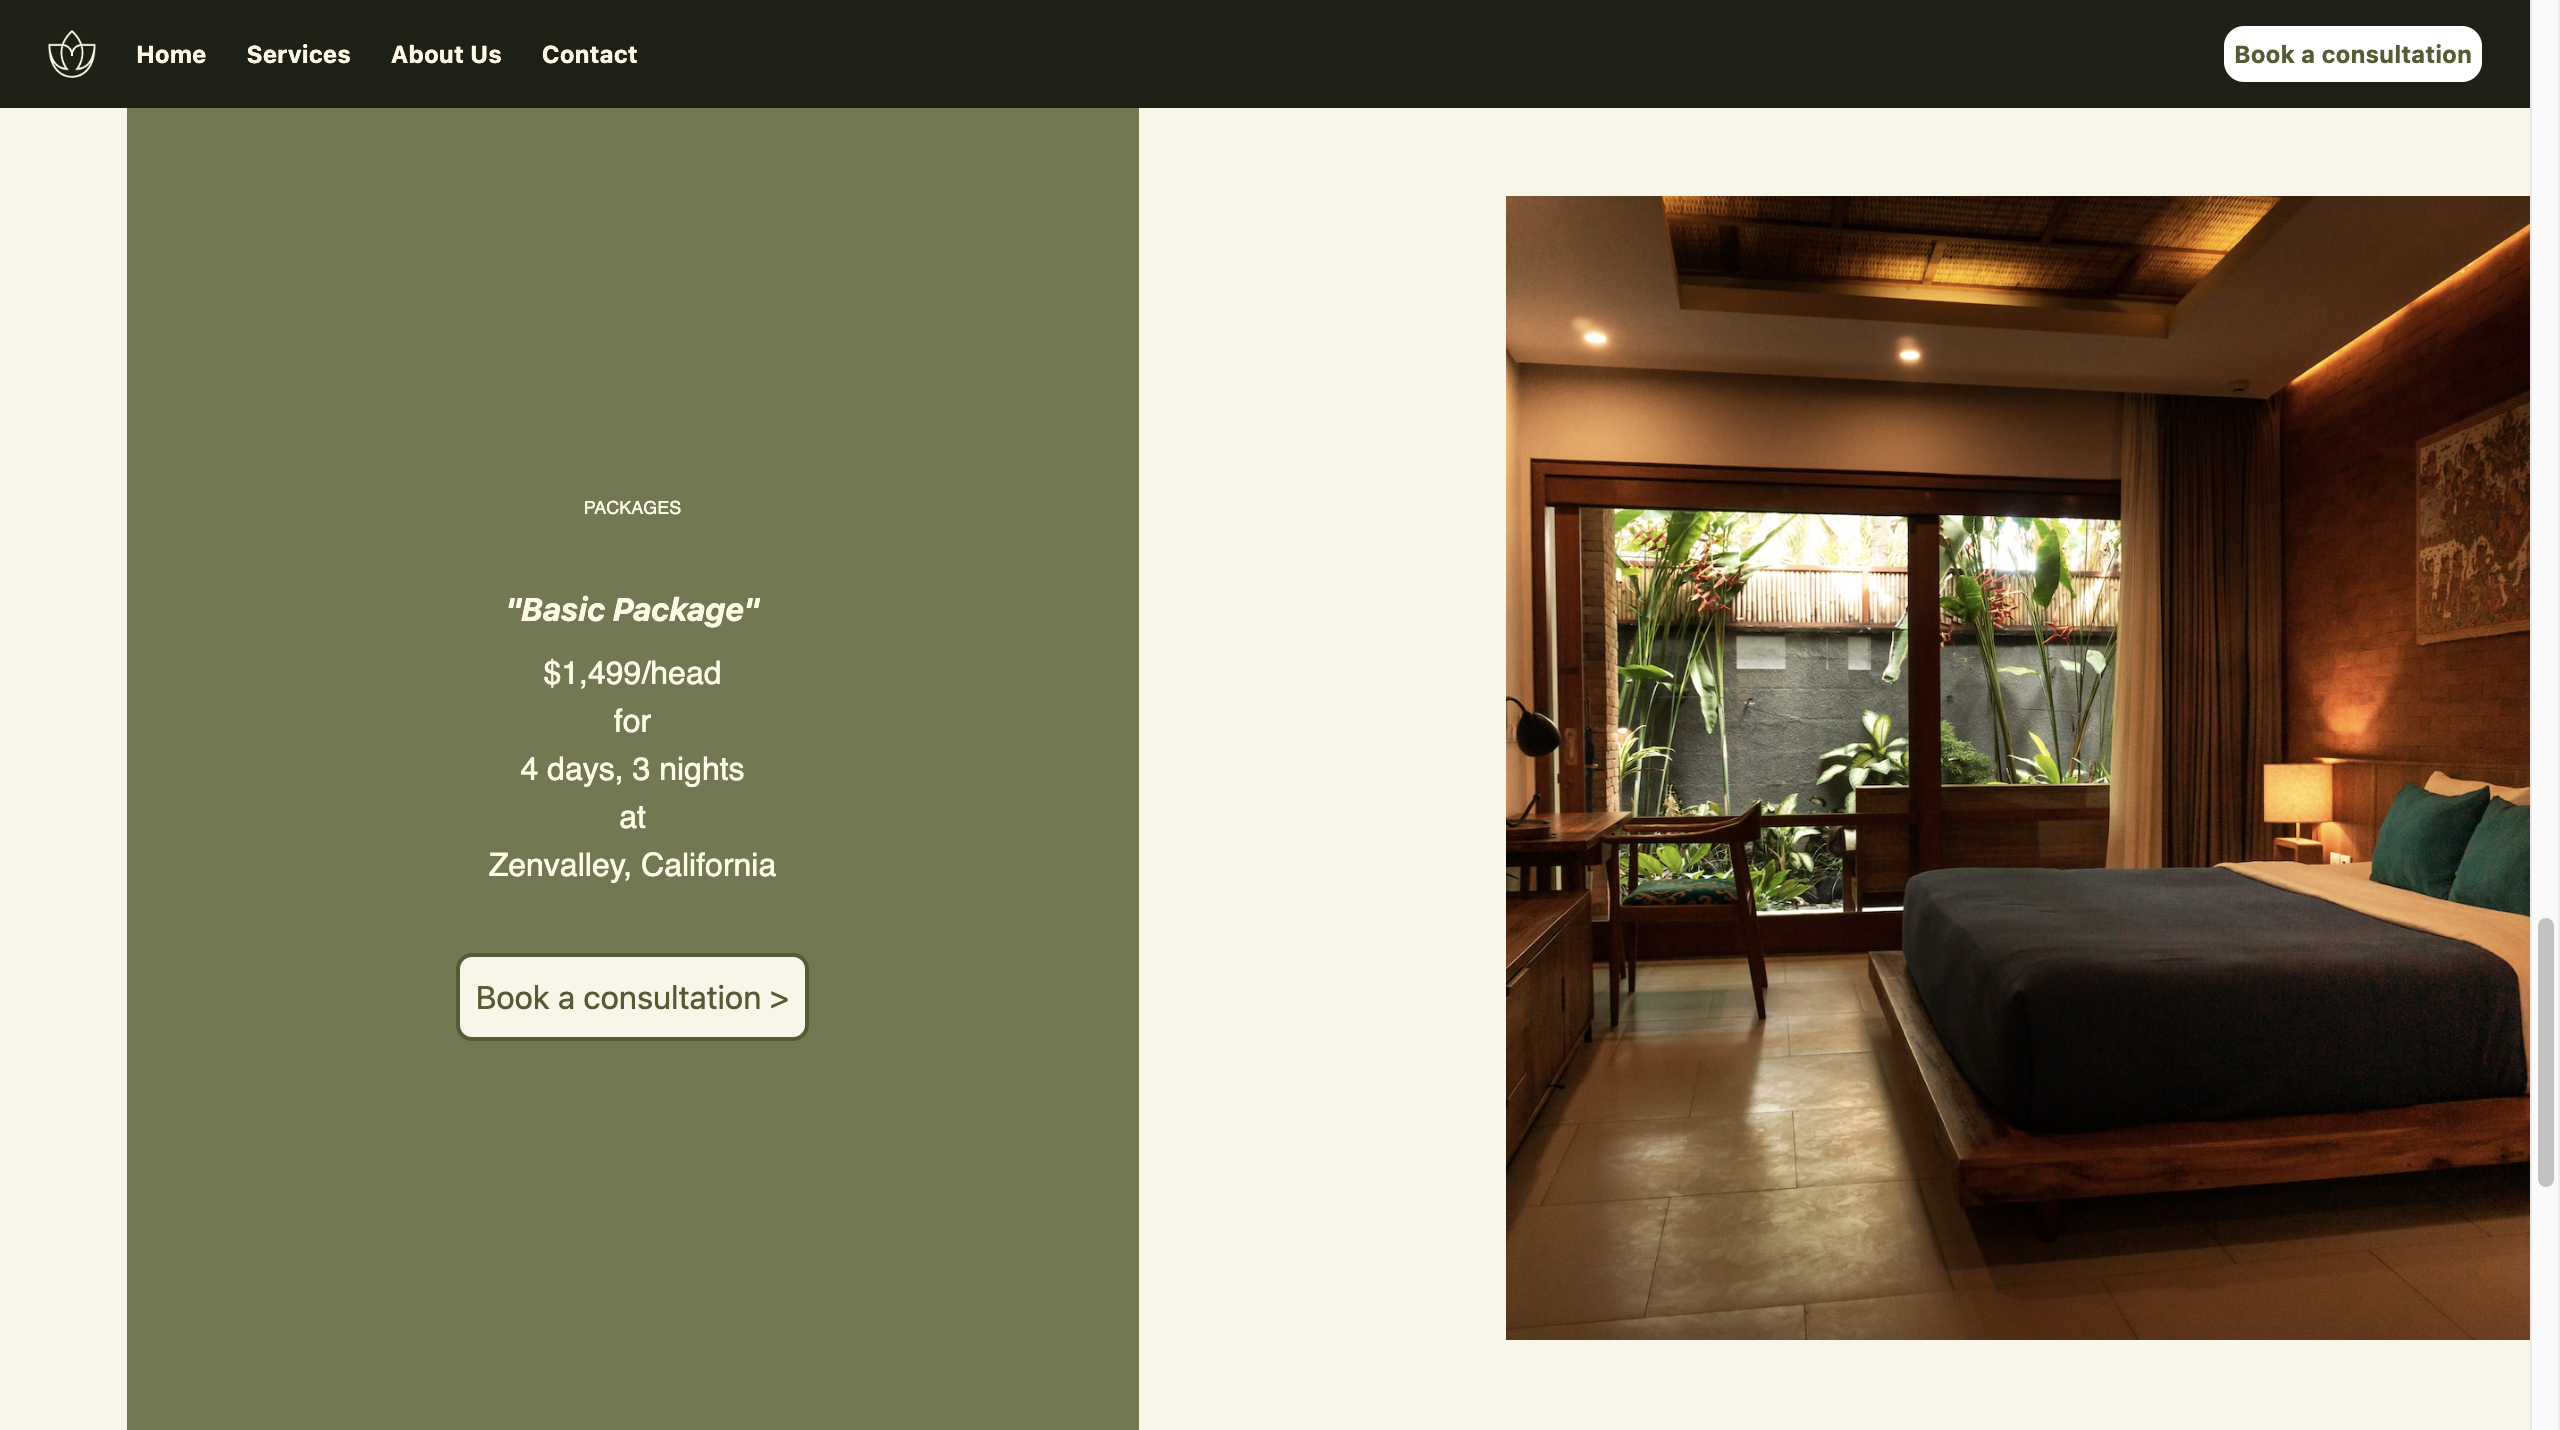 Home
Services
About Us
Contact
Book a consultation
PACKAGES
"Basic Package"
$1,499/head
for
4 days, 3 nights
at
Zenvalley, California
Book a consultation >